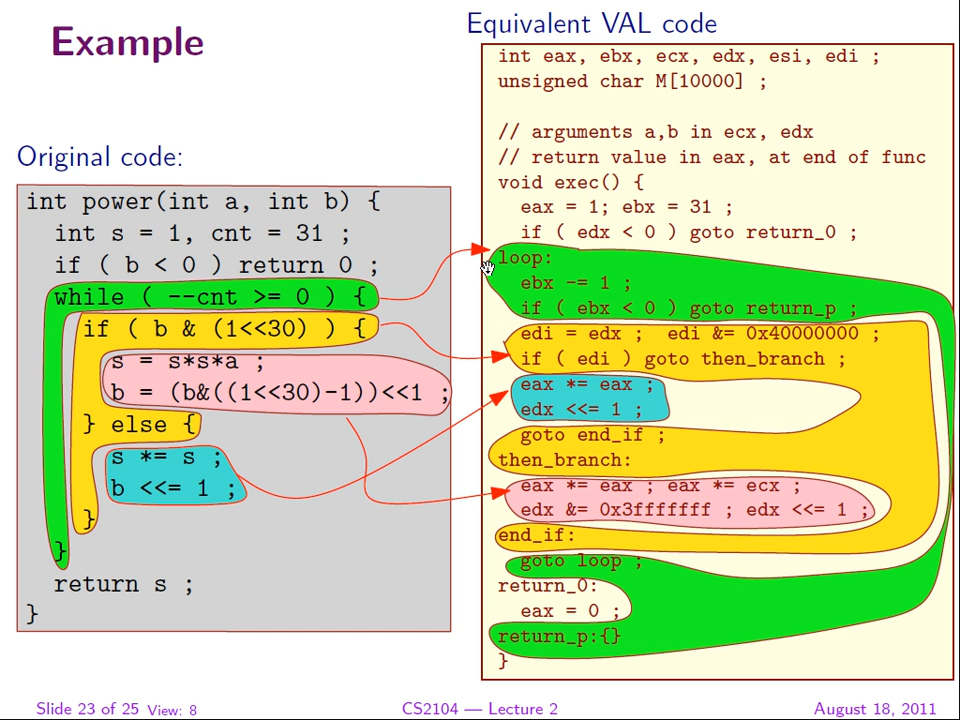 Example
Original code:
int power(int a, int b) {
int s = 1, cnt = 31 ;
if ( b < 0 ) return 0 ;
while ( --cnt >= 0 ) {
if ( b & (1<<30) ) {
s = s*s*a ;
b = (b&((1<<30)-1))<<1 ;
} else {
s *= s ;
b <<= 1 ;
}
}
return s ;
}
Equivalent VAL code
int eax, ebx, ecx, edx, esi, edi ;
unsigned char M[10000] ;
// arguments a,b in ecx, edx
// return value in eax, at end of func
void exec() {
eax = 1; ebx = 31 ;
if ( edx < 0 ) goto return_0 ;
loop:
ebx -= 1 ;
if ( ebx < 0 ) goto return_p ;
edi = edx ; edi &= 0x40000000 ;
if ( edi ) goto then_branch ;
eax *= eax ;
edx <<= 1 ;
goto end_if ;
then_branch:
eax *= eax ; eax *= ecx ;
edx &= 0x3fffffff ; edx <<= 1 ;
end_if:
goto loop ;
return_0:
eax = 0 ;
return_p:{}
}
Slide 23 of 25 View: 8
CS2104 — Lecture 2
August 18, 2011